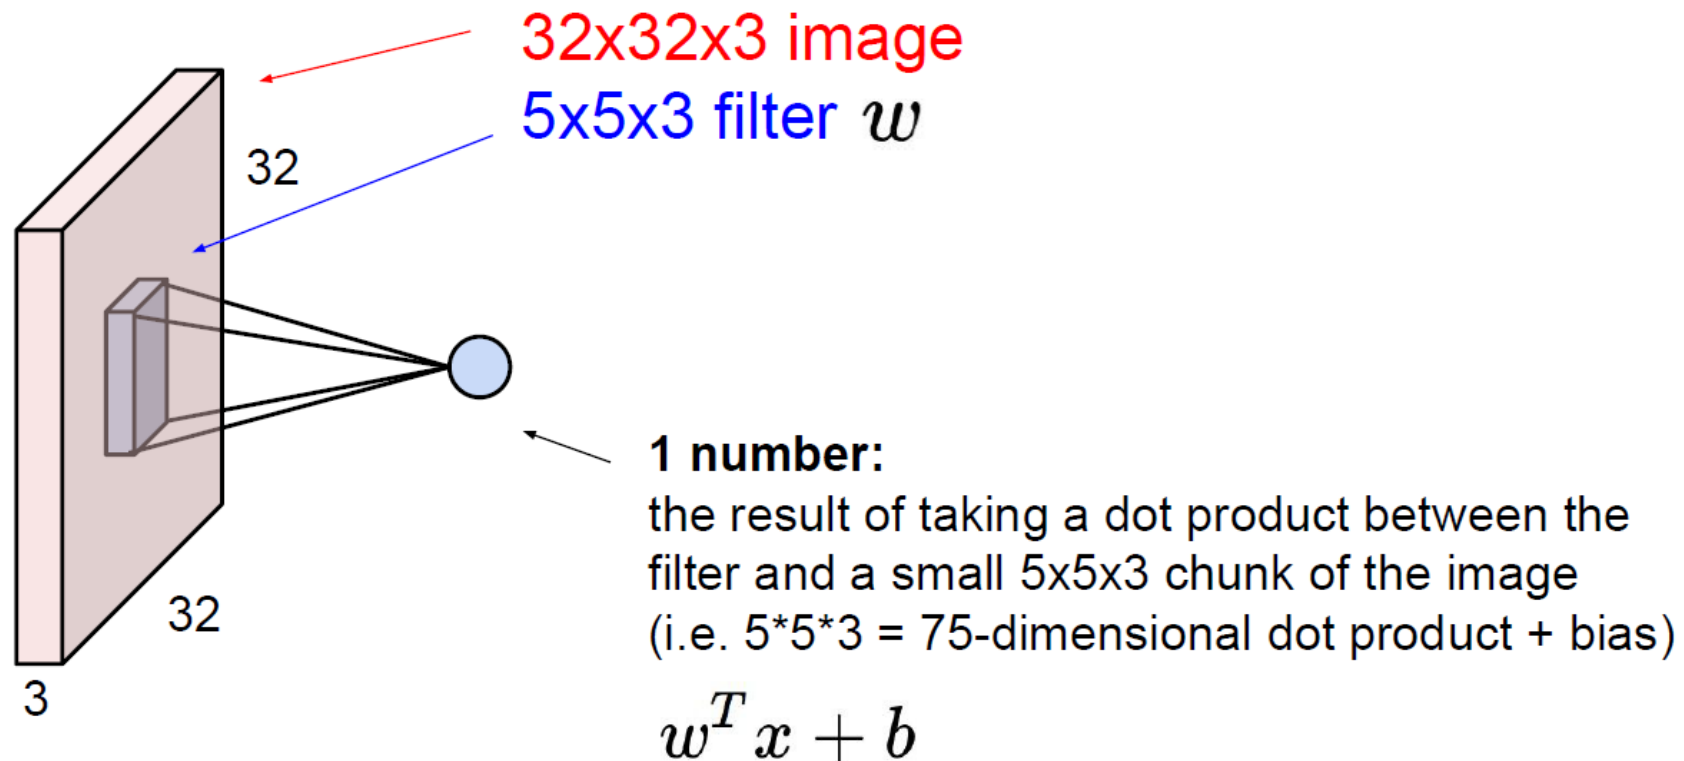 32x32x3 image
5x5x3 filter w
32
32
3
1 number:
the result of taking a dot product between the
filter and a small 5x5x3 chunk of the image
(i.e. 5*5*3 = 75-dimensional dot product + bias)
w^T x + b